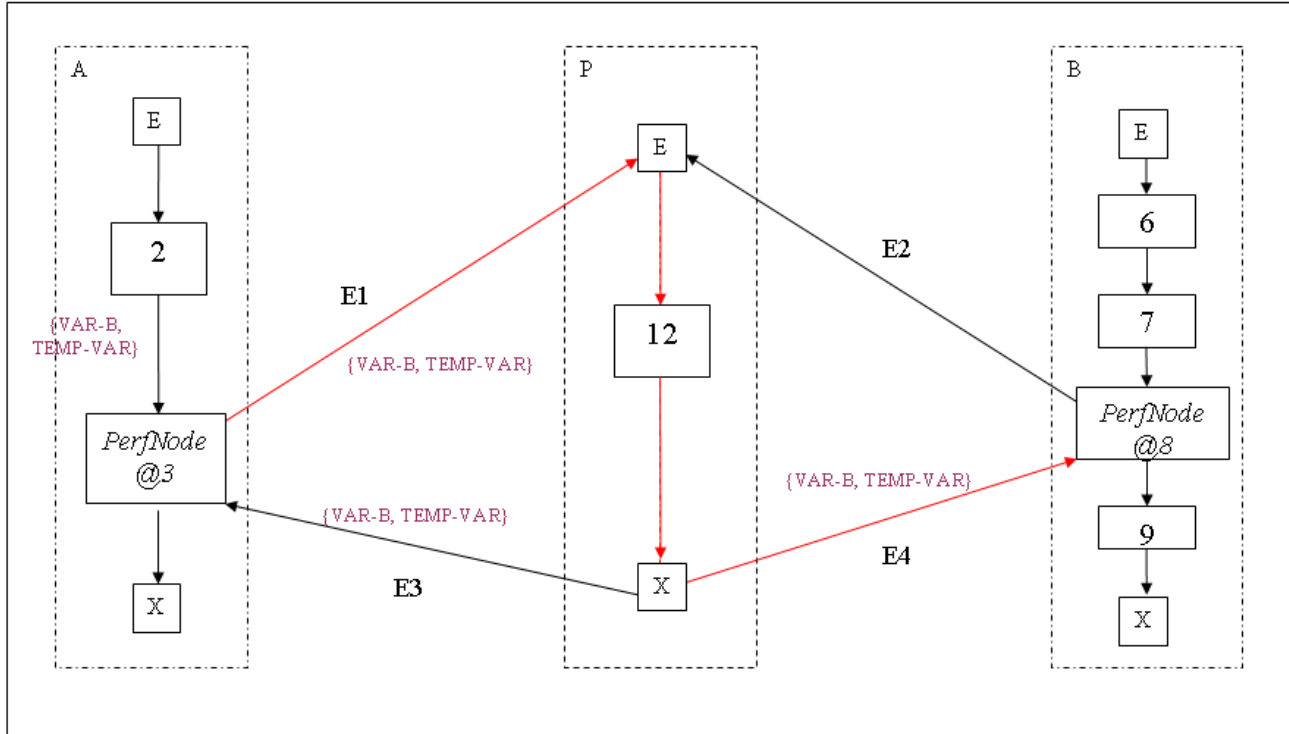 A
P
B
E
E
E
2
6
E2
E1
{VAR-B,
TEMP-VAR}
12
7
{VAR-B, TEMP-VAR}
PerfNode
@3
PerfNode
@8
{VAR-B, TEMP-VAR}
{VAR-B, TEMP-VAR}
9
E4
E3
X
X
X